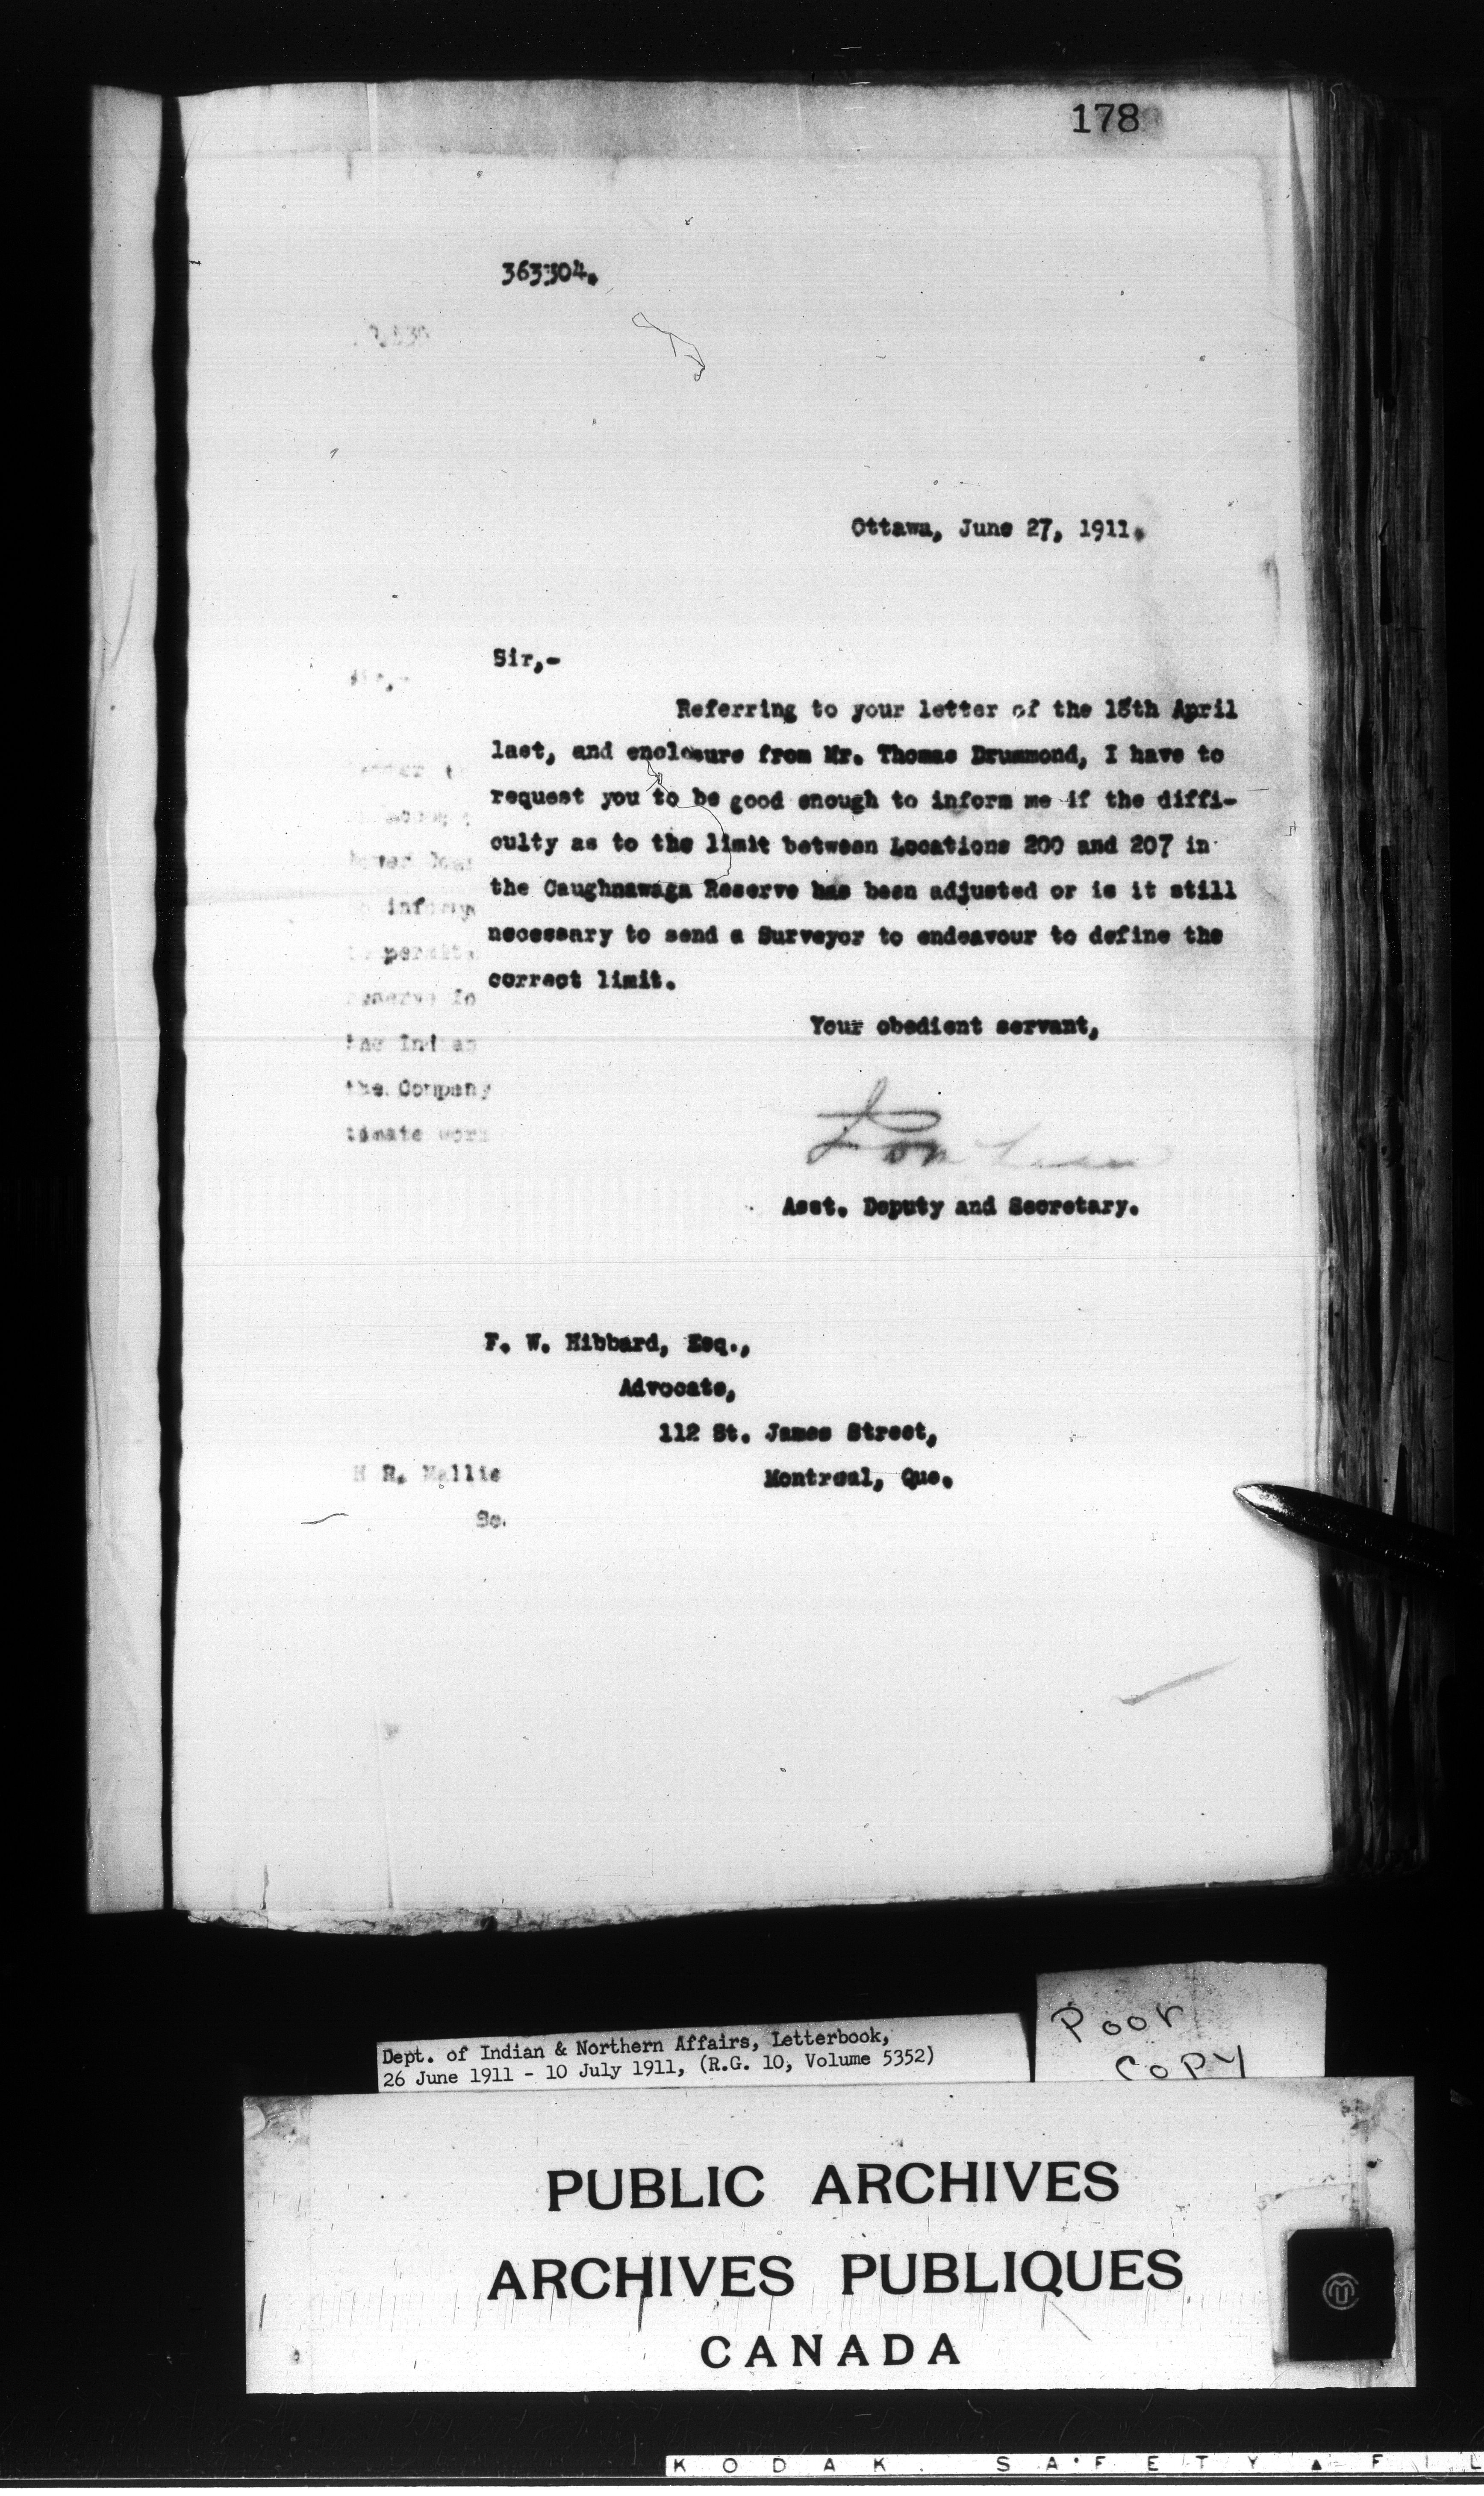 178
363304.
Ottawa, June 27, 1911.
Sir,-
Referring to your letter of the 18th April
last, and enclosure from Mr. Thomas Drummond, I have to
request you to be good enough to inform me if the diffi-
culty as to the limit between Locations 200 and 207 in
the Caughnawaga Reserve has been adjusted or is it still
necessary to send a Surveyor to endeavour to define the
correct limit.
Your obedient servant,
Asst. Deputy and Secretary.
the Indian
the Company
F. W. Hibbard, Esq.,
Advocate,
112 St. James Street,
Montreal, Que.
Poor
Copy
Dept. of Indian & Northern Affairs, Letterbook,
26 June 1911 - 10 July 1911, (R.G. 10, Volume 5352)
PUBLIC ARCHIVES
ARCHIVES PUBLIQUES
CANADA
KODAK SAFETY ▲ FIL